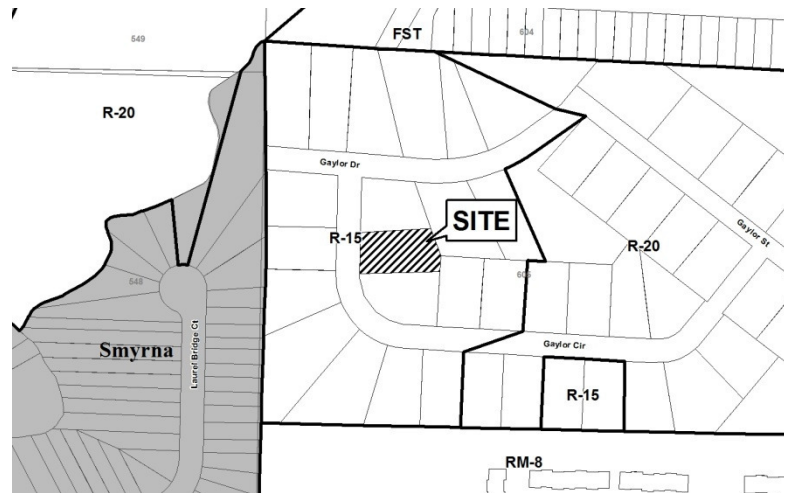 549
FST
604
R-20
Gaylor Dr
SITE
R-15
Gaylor St
R-20
605
548
Smyrna
Laurel Bridge Ct
Gaylor Cir
R-15
RM-8